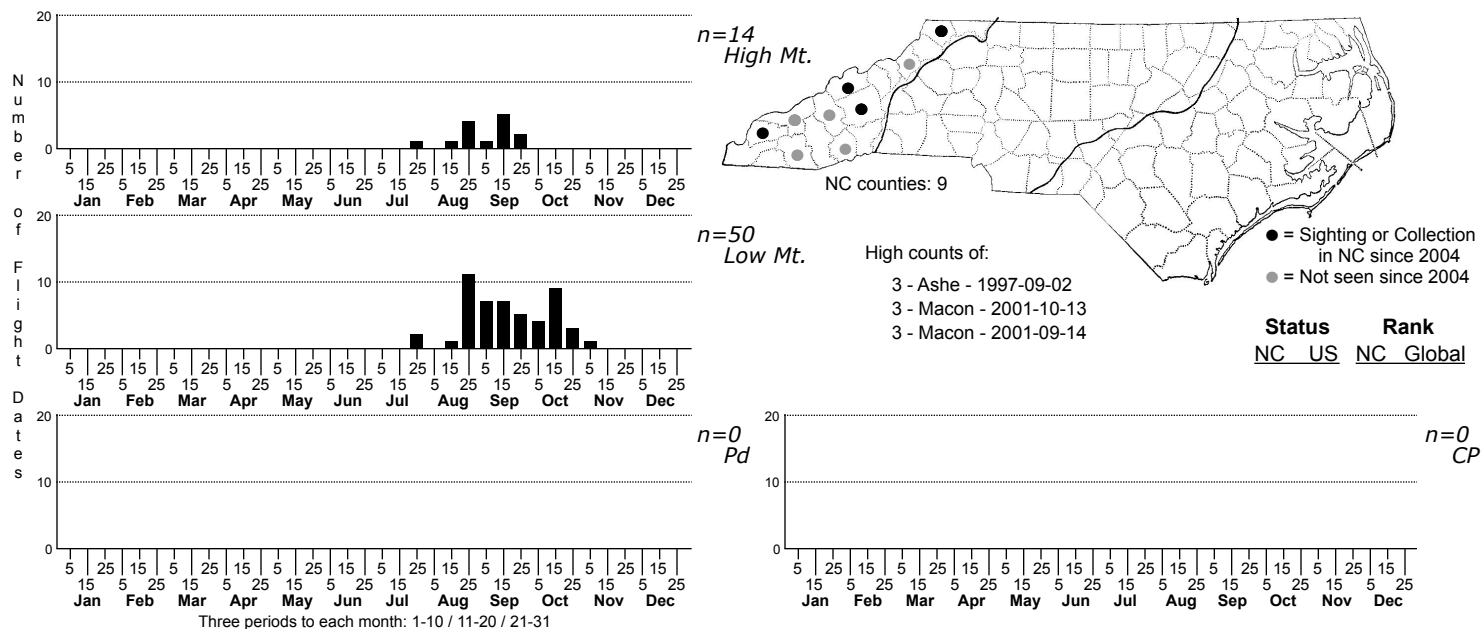 Number of Flight Dates
20
10
0
n=14
High Mt.
5 25 15 5 25 15 5 25 15 5 25 15 5 25 15 5 25 15
15 5 25 15 5 25 15 5 25 15 5 25 15 5 25 15 5 25
Jan Feb Mar Apr May Jun Jul Aug Sep Oct Nov Dec
20
10
0
n=50
Low Mt.
5 25 15 5 25 15 5 25 15 5 25 15 5 25 15 5 25 15
15 5 25 15 5 25 15 5 25 15 5 25 15 5 25 15 5 25
Jan Feb Mar Apr May Jun Jul Aug Sep Oct Nov Dec
20
10
0
n=0
Pd
5 25 15 5 25 15 5 25 15 5 25 15 5 25 15 5 25 15
15 5 25 15 5 25 15 5 25 15 5 25 15 5 25 15 5 25
Jan Feb Mar Apr May Jun Jul Aug Sep Oct Nov Dec
Three periods to each month: 1-10 / 11-20 / 21-31
NC counties: 9
High counts of:
3 - Ashe - 1997-09-02
3 - Macon - 2001-10-13
3 - Macon - 2001-09-14
= Sighting or Collection
in NC since 2004
= Not seen since 2004
Status Rank
NC US NC Global
20
10
0
n=0
CP
5 25 15 5 25 15 5 25 15 5 25 15 5 25 15 5 25 15
15 5 25 15 5 25 15 5 25 15 5 25 15 5 25 15 5 25
Jan Feb Mar Apr May Jun Jul Aug Sep Oct Nov Dec